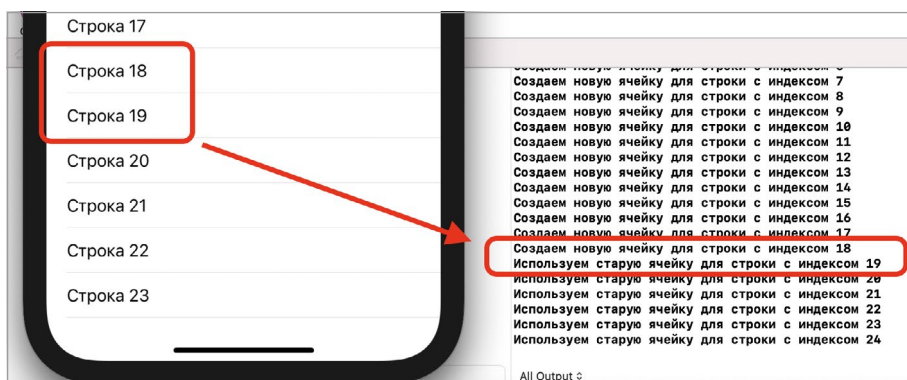 Строка 17
Строка 18
Строка 19
Строка 20
Строка 21
Строка 22
Строка 23
Создаем новую ячейку для строки с индексом 7
Создаем новую ячейку для строки с индексом 8
Создаем новую ячейку для строки с индексом 9
Создаем новую ячейку для строки с индексом 10
Создаем новую ячейку для строки с индексом 11
Создаем новую ячейку для строки с индексом 12
Создаем новую ячейку для строки с индексом 13
Создаем новую ячейку для строки с индексом 14
Создаем новую ячейку для строки с индексом 15
Создаем новую ячейку для строки с индексом 16
Создаем новую ячейку для строки с индексом 17
Создаем новую ячейку для строки с индексом 18
Используем старую ячейку для строки с индексом 19
Используем старую ячейку для строки с индексом 20
Используем старую ячейку для строки с индексом 21
Используем старую ячейку для строки с индексом 22
Используем старую ячейку для строки с индексом 23
Используем старую ячейку для строки с индексом 24
All Output